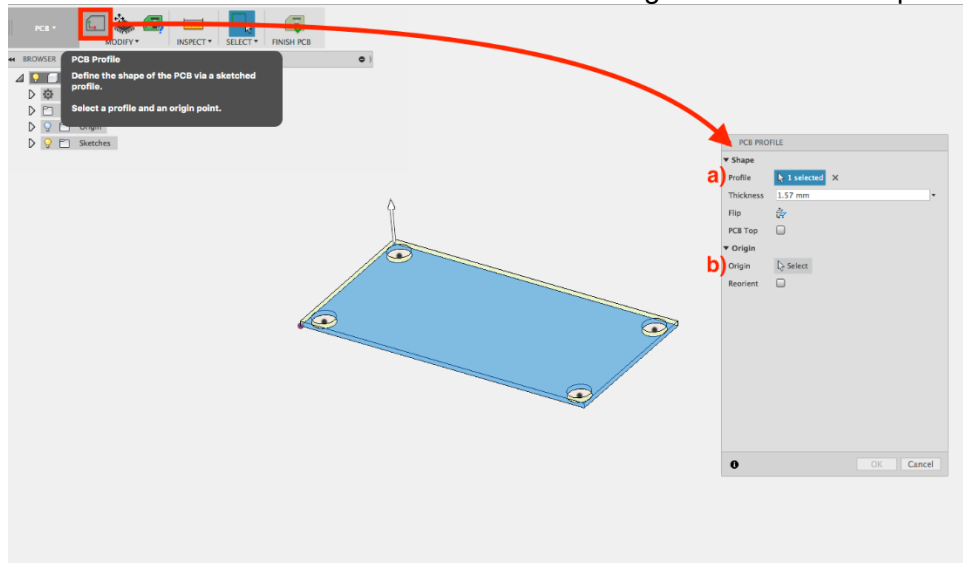 PCB
MODIFY
INSPECT
SELECT
FINISH PCB
BROWSER
PCB Profile
Define the shape of the PCB via a sketched
profile.
Select a profile and an origin point.
Origin
Sketches
PCB PROFILE
Shape
a) Profile 1 selected
Thickness 1.57 mm
Flip
PCB Top
Origin
b) Origin Select
Reorient
OK Cancel